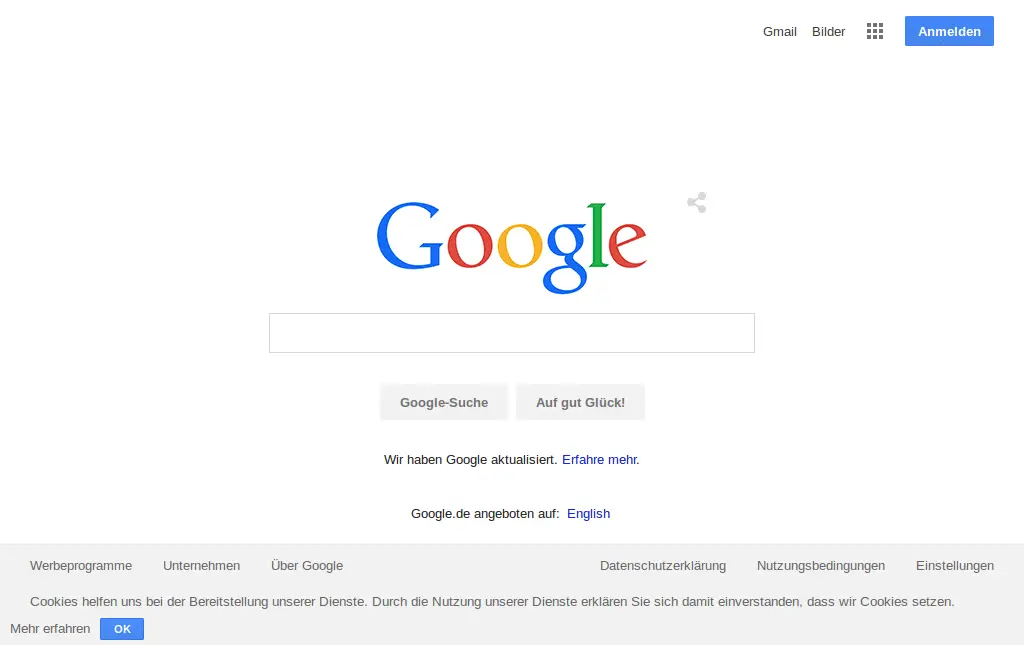 Gmail Bilder Anmelden
Google
Google-Suche Auf gut Glück!
Wir haben Google aktualisiert. Erfahre mehr.
Google.de angeboten auf: English
Werbeprogramme Unternehmen Über Google Datenschutzerklärung Nutzungsbedingungen Einstellungen
Cookies helfen uns bei der Bereitstellung unserer Dienste. Durch die Nutzung unserer Dienste erklären Sie sich damit einverstanden, dass wir Cookies setzen.
Mehr erfahren OK